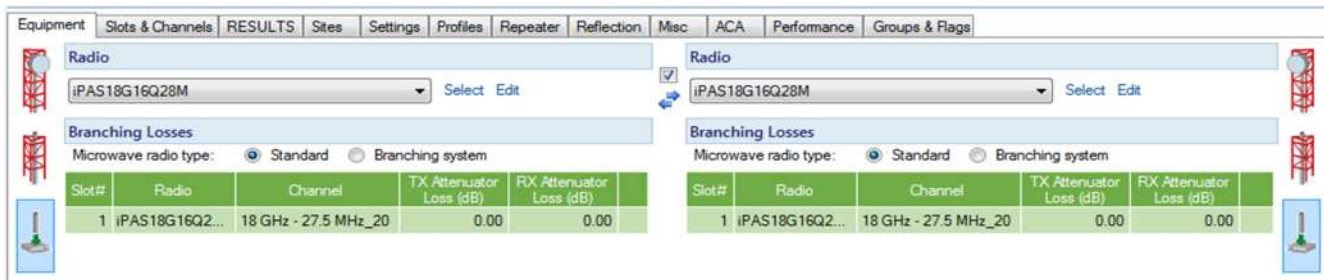 Equipment Slots & Channels RESULTS Sites Settings Profiles Repeater Reflection Misc ACA Performance Groups & Flags
Radio
iPAS18G16Q28M Select Edit
Branching Losses
Microwave radio type: Standard Branching system
Slot# Radio Channel TX Attenuator Loss (dB) RX Attenuator Loss (dB)
1 iPAS18G16Q2... 18 GHz - 27.5 MHz_20 0.00 0.00
Radio
iPAS18G16Q28M Select Edit
Branching Losses
Microwave radio type: Standard Branching system
Slot# Radio Channel TX Attenuator Loss (dB) RX Attenuator Loss (dB)
1 iPAS18G16Q2... 18 GHz - 27.5 MHz_20 0.00 0.00